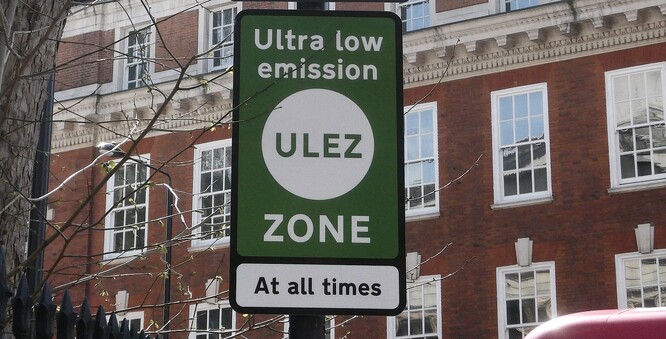 Ultra low
emission
ULEZ
ZONE
At all times